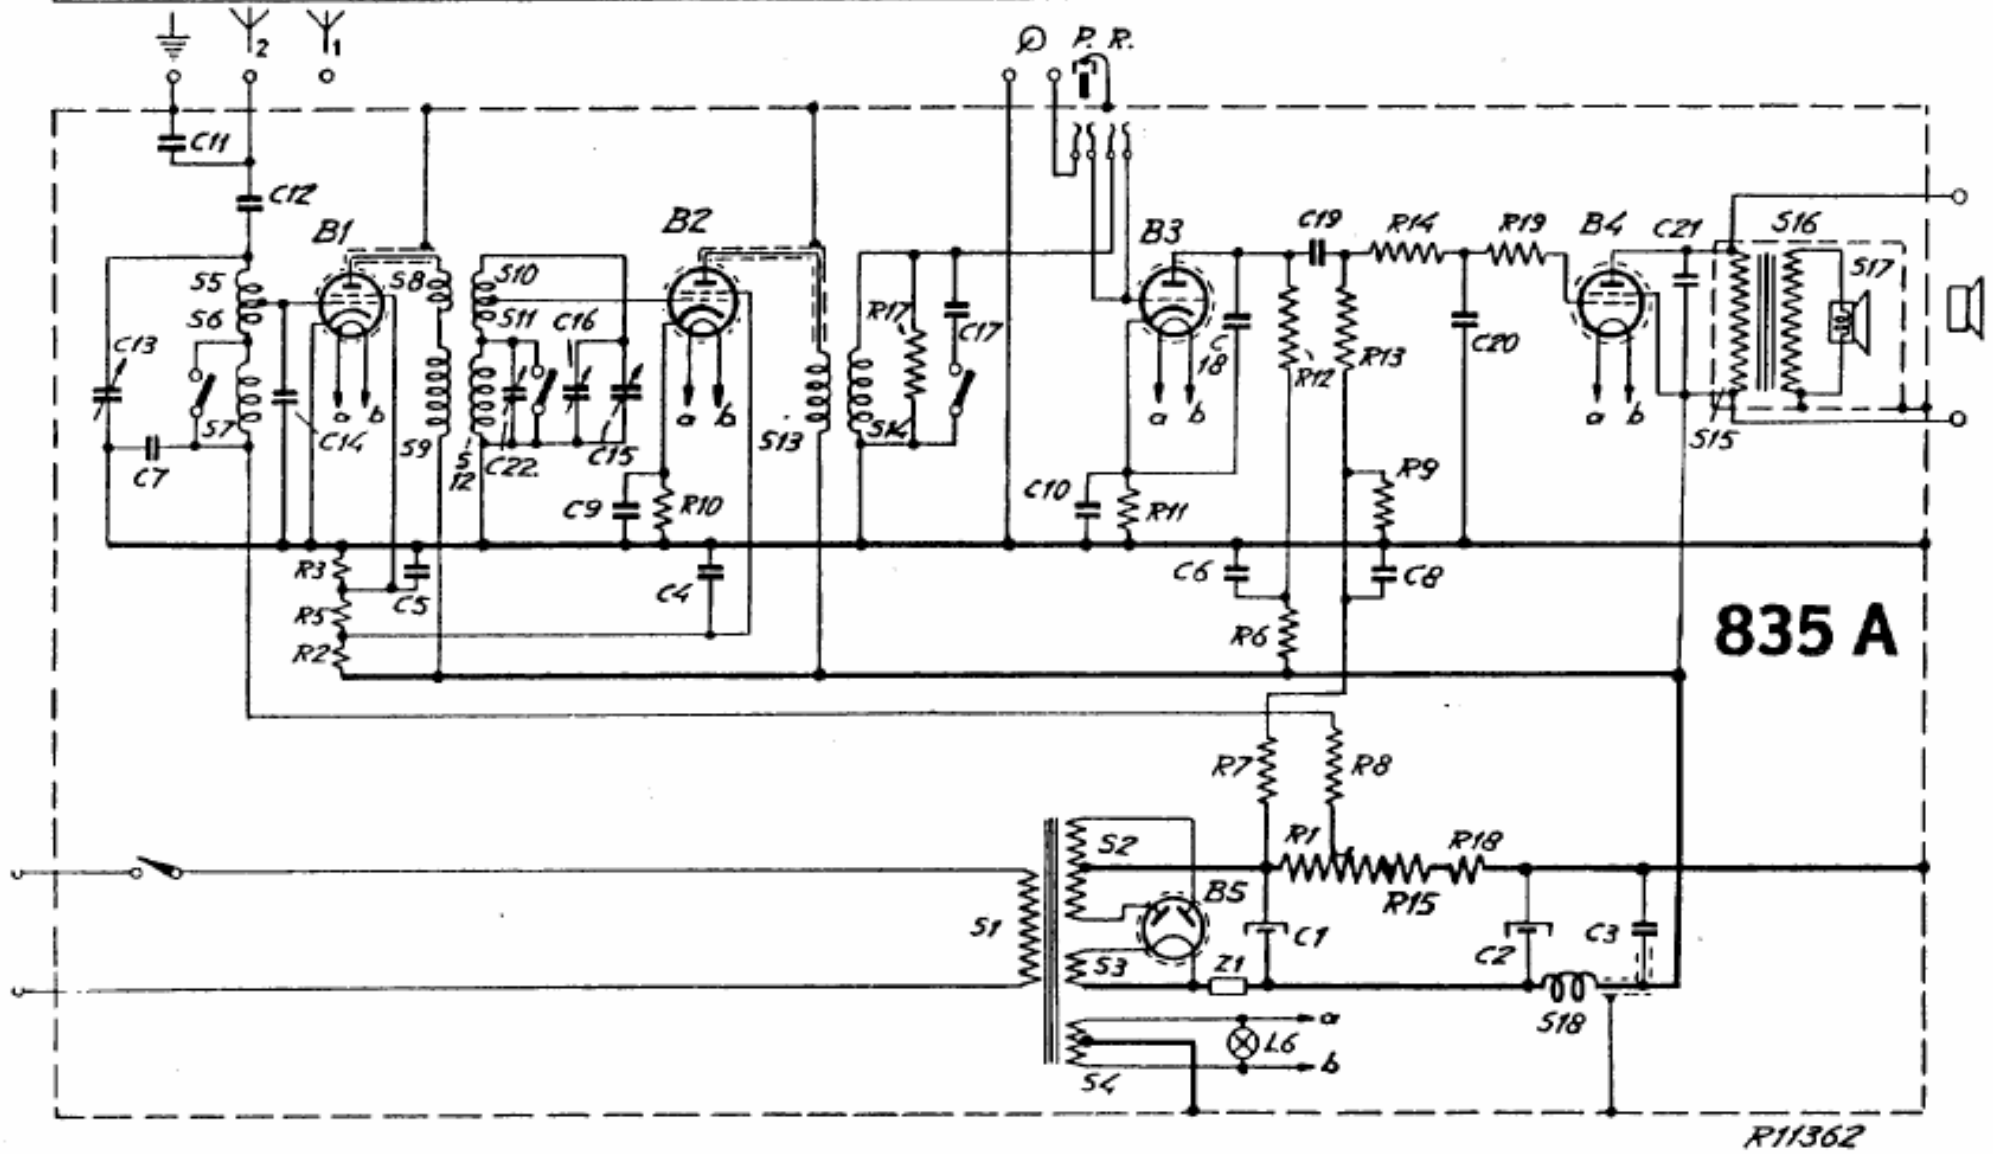 2 1
P. R.
C11
C12
B1
B2
B3
C19
R14
R19
B4
C21
S16
S5
S8
S10
S17
S6
S11
C16
R17
C17
C13
C
18
R12
R13
C20
S7
C14
a b
S9
S
12
C22.
C15
a b
S13
S14
a b
a b
S15
C7
C9
R10
C10
R11
R9
R3
C5
R5
R2
C4
C6
C8
R6
835 A
R7
R8
R1
R18
S2
B5
R15
S1
S3
Z1
C1
C2
C3
S18
a
L6
b
S4
R11362